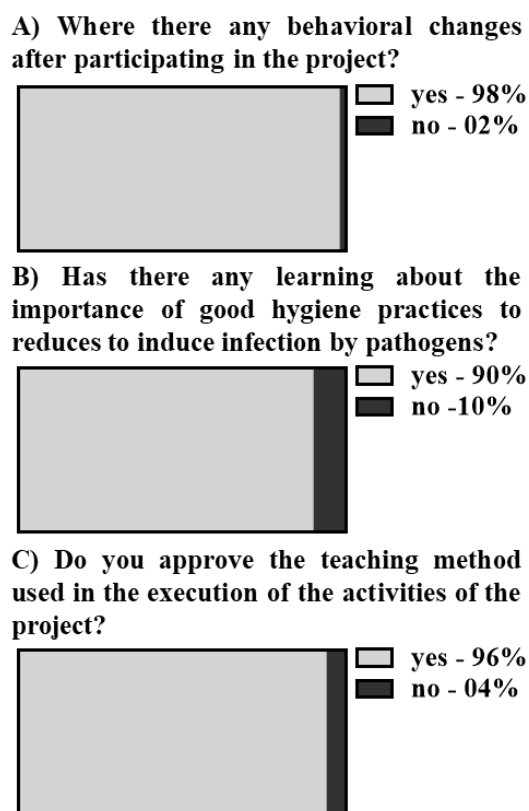 A) Where there any behavioral changes
after participating in the project?
yes - 98%
no - 02%
B) Has there any learning about the
importance of good hygiene practices to
reduces to induce infection by pathogens?
yes - 90%
no -10%
C) Do you approve the teaching method
used in the execution of the activities of the
project?
yes - 96%
no - 04%